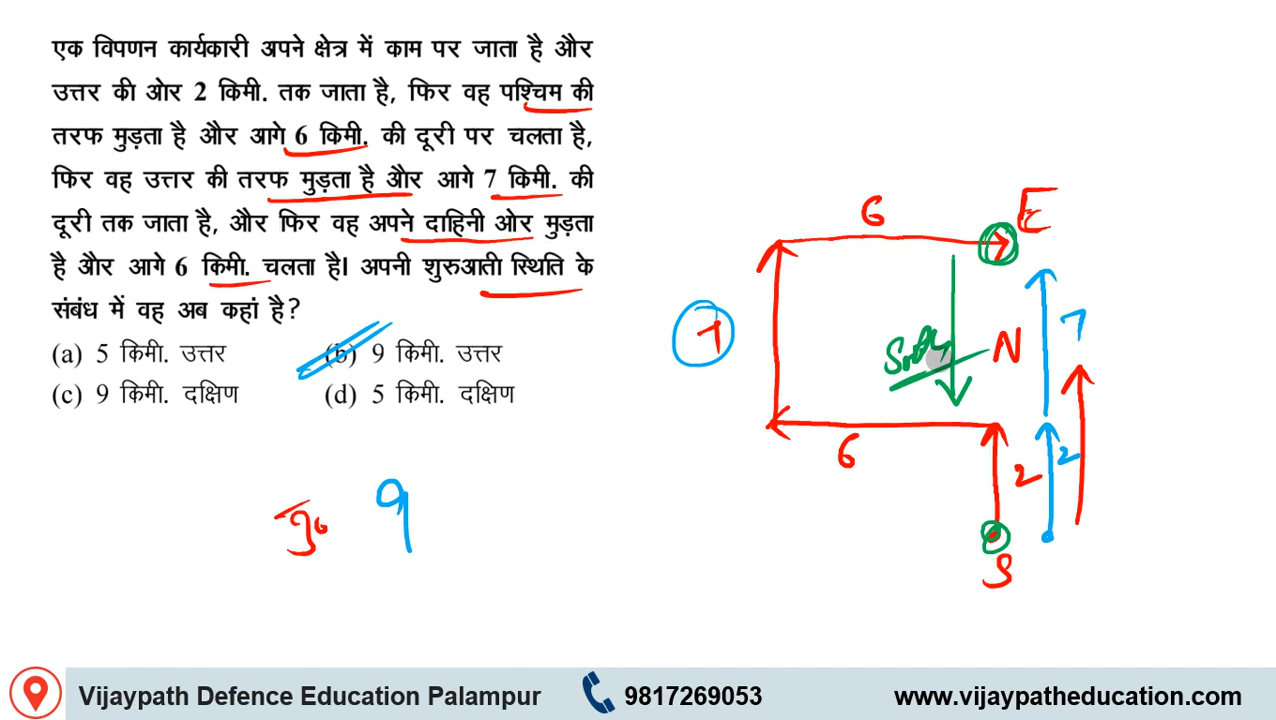 एक विपणन कार्यकारी अपने क्षेत्र में काम पर जाता है और
उत्तर की ओर 2 किमी. तक जाता है, फिर वह पश्चिम की
तरफ मुड़ता है और आगे 6 किमी. की दूरी पर चलता है,
फिर वह उत्तर की तरफ मुड़ता है और आगे 7 किमी. की
दूरी तक जाता है, और फिर वह अपने दाहिनी ओर मुड़ता
है और आगे 6 किमी. चलता है। अपनी शुरुआती स्थिति के
संबंध में वह अब कहां है?
(a) 5 किमी. उत्तर (b) 9 किमी. उत्तर
(c) 9 किमी. दक्षिण (d) 5 किमी. दक्षिण
9
6
E
7
N
7
6
2
2
S
Vijaypath Defence Education Palampur
9817269053
www.vijaypatheducation.com